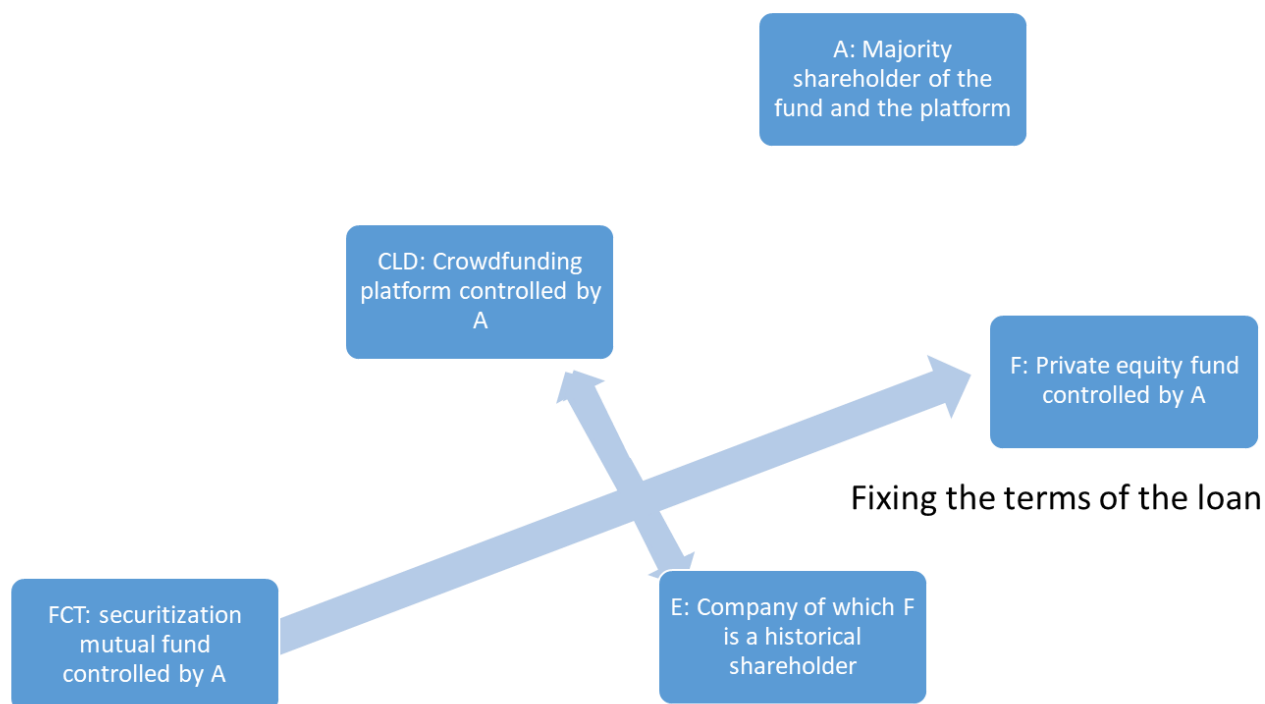 A: Majority
shareholder of the
fund and the platform
CLD: Crowdfunding
platform controlled by
A
F: Private equity fund
controlled by A
Fixing the terms of the loan
FCT: securitization
mutual fund
controlled by A
E: Company of which F
is a historical
shareholder